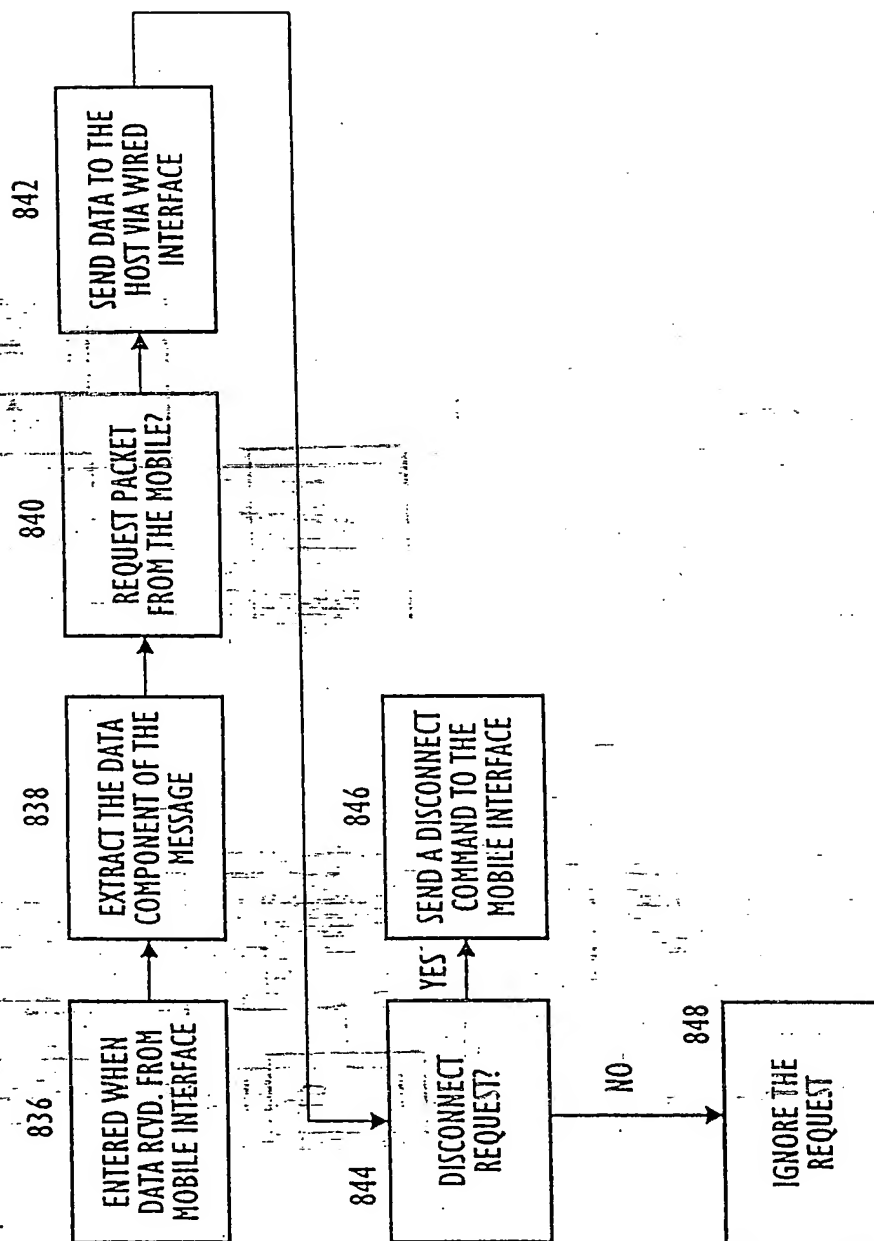 836
ENTERED WHEN
DATA RCVD. FROM
MOBILE INTERFACE
838
EXTRACT THE DATA
COMPONENT OF THE
MESSAGE
840
REQUEST PACKET
FROM THE MOBILE?
842
SEND DATA TO THE
HOST VIA WIRED
INTERFACE
844
DISCONNECT
REQUEST?
YES
846
SEND A DISCONNECT
COMMAND TO THE
MOBILE INTERFACE
NO
848
IGNORE THE
REQUEST